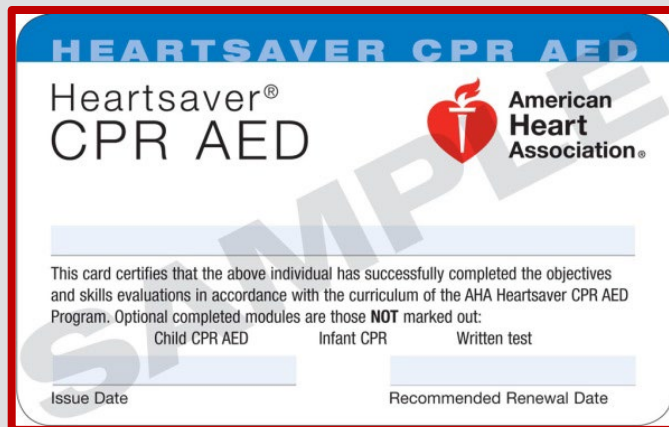 HEARTSAVER CPR AED
Heartsaver®
CPR AED
American
Heart
Association®
SAMPLE
This card certifies that the above individual has successfully completed the objectives
and skills evaluations in accordance with the curriculum of the AHA Heartsaver CPR AED
Program. Optional completed modules are those NOT marked out:
Child CPR AED Infant CPR Written test
Issue Date Recommended Renewal Date